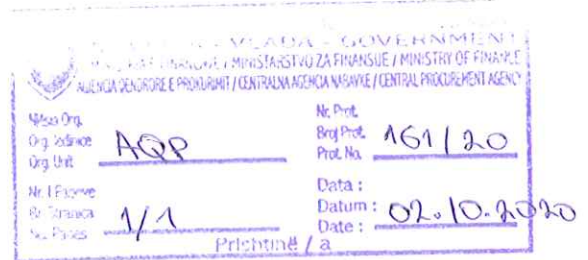 VLADA - GOVERNMENT
MINISTARSTVO ZA FINANSIJE / MINISTRY OF FINANCE
AGENCIA QENDRORE E PROKURIMIT / CENTRALNA AGENCIJA NABAVKE / CENTRAL PROCUREMENT AGENCY
Njësia Org.
Org. Jedinice
Org. Unit
AQP
Nr. Prot.
Broj Prot.
Prot. No.
161/20
Nr. i Faqeve
Br. Stranica
No. Pages
1/1
Data :
Datum :
Date :
02.10.2020
Prishtinë / a